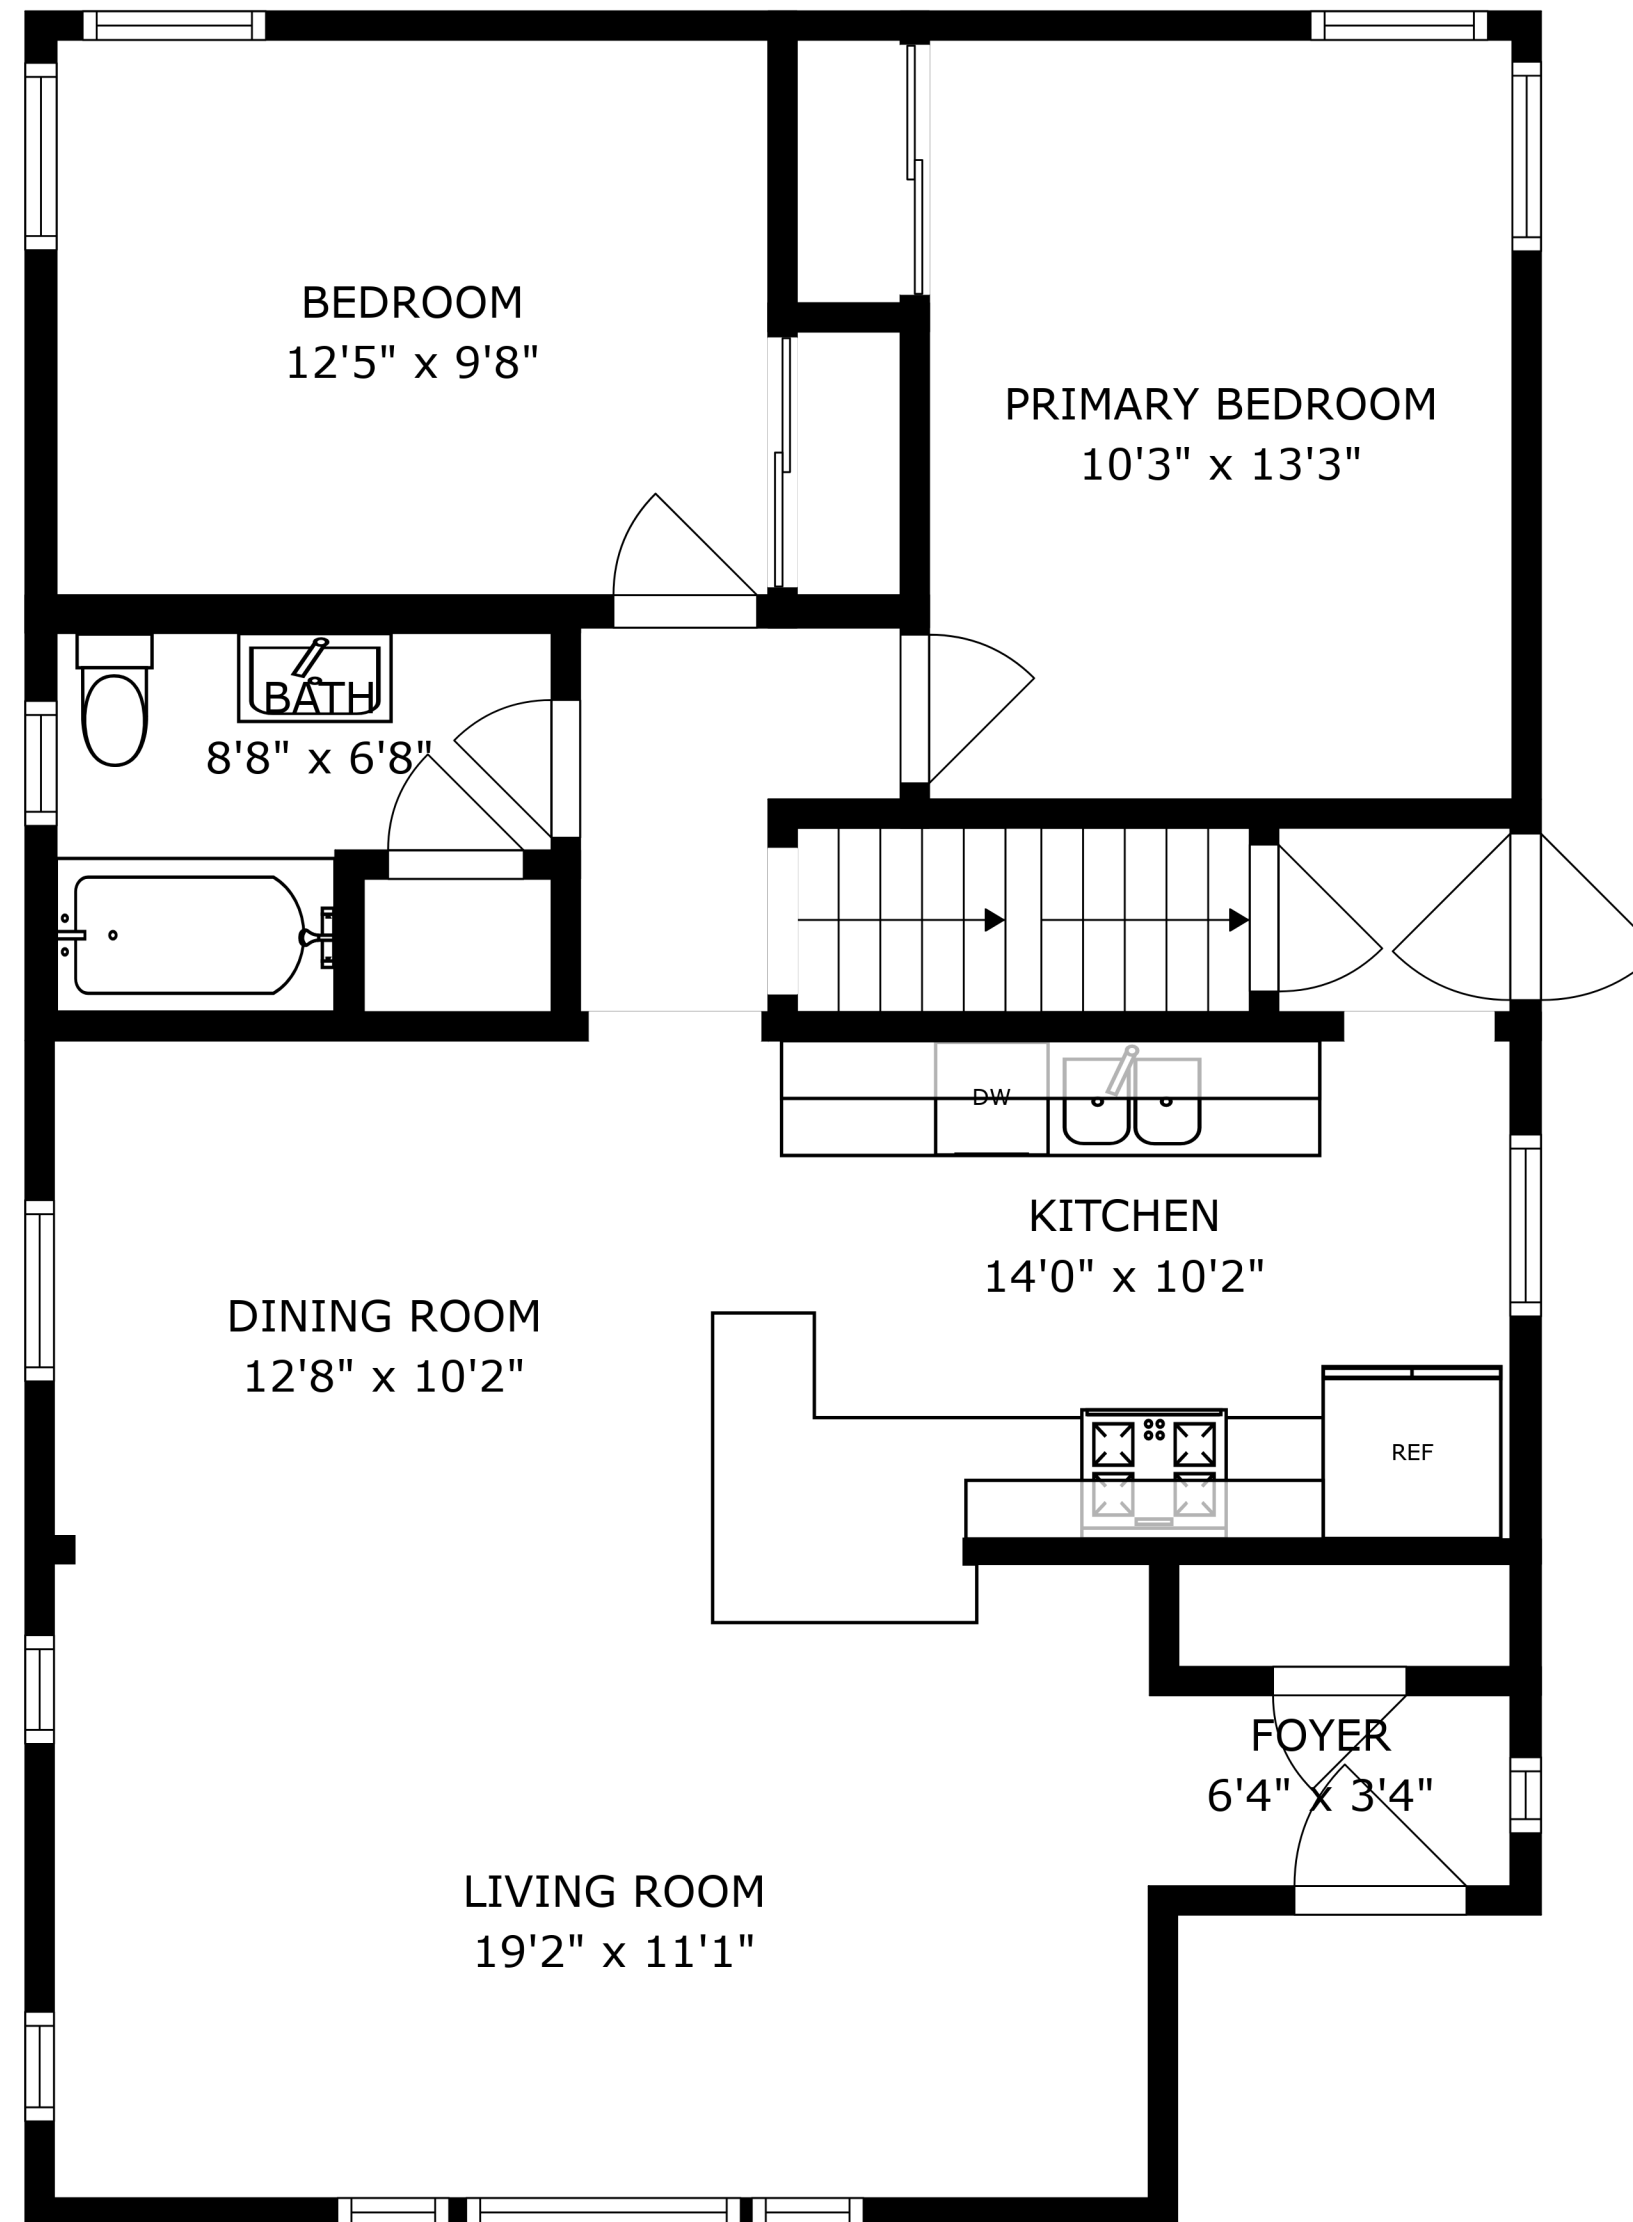 BEDROOM
12'5" x 9'8"
PRIMARY BEDROOM
10'3" x 13'3"
BATH
8'8" x 6'8"
DW
KITCHEN
14'0" x 10'2"
DINING ROOM
12'8" x 10'2"
REF
FOYER
6'4" x 3'4"
LIVING ROOM
19'2" x 11'1"